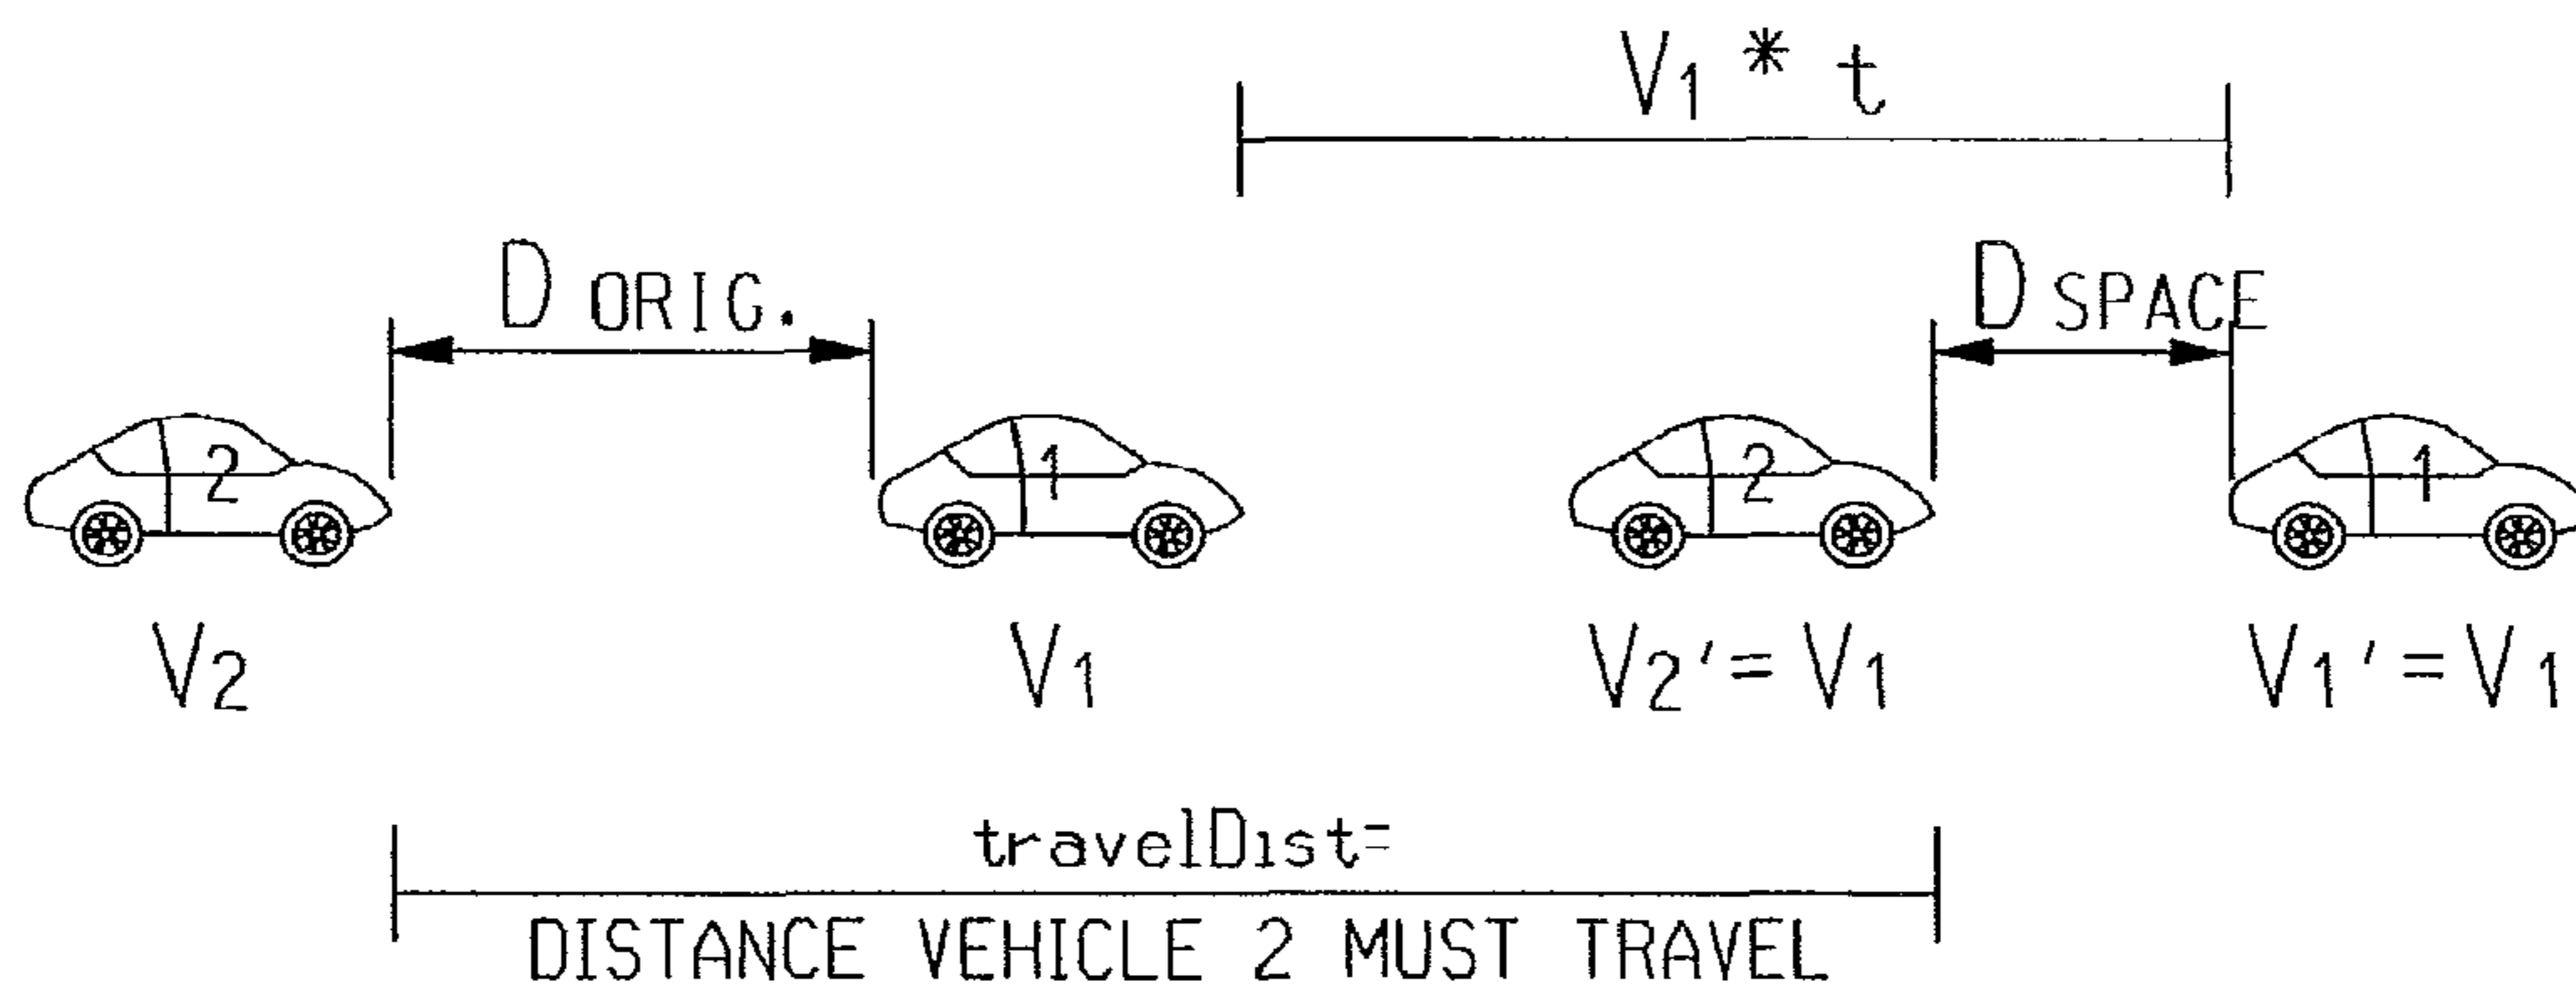 V1 * t
D ORIG.
D SPACE
2 1 2 1
V2 V1 V2'=V1 V1'=V1
travelDist=
DISTANCE VEHICLE 2 MUST TRAVEL